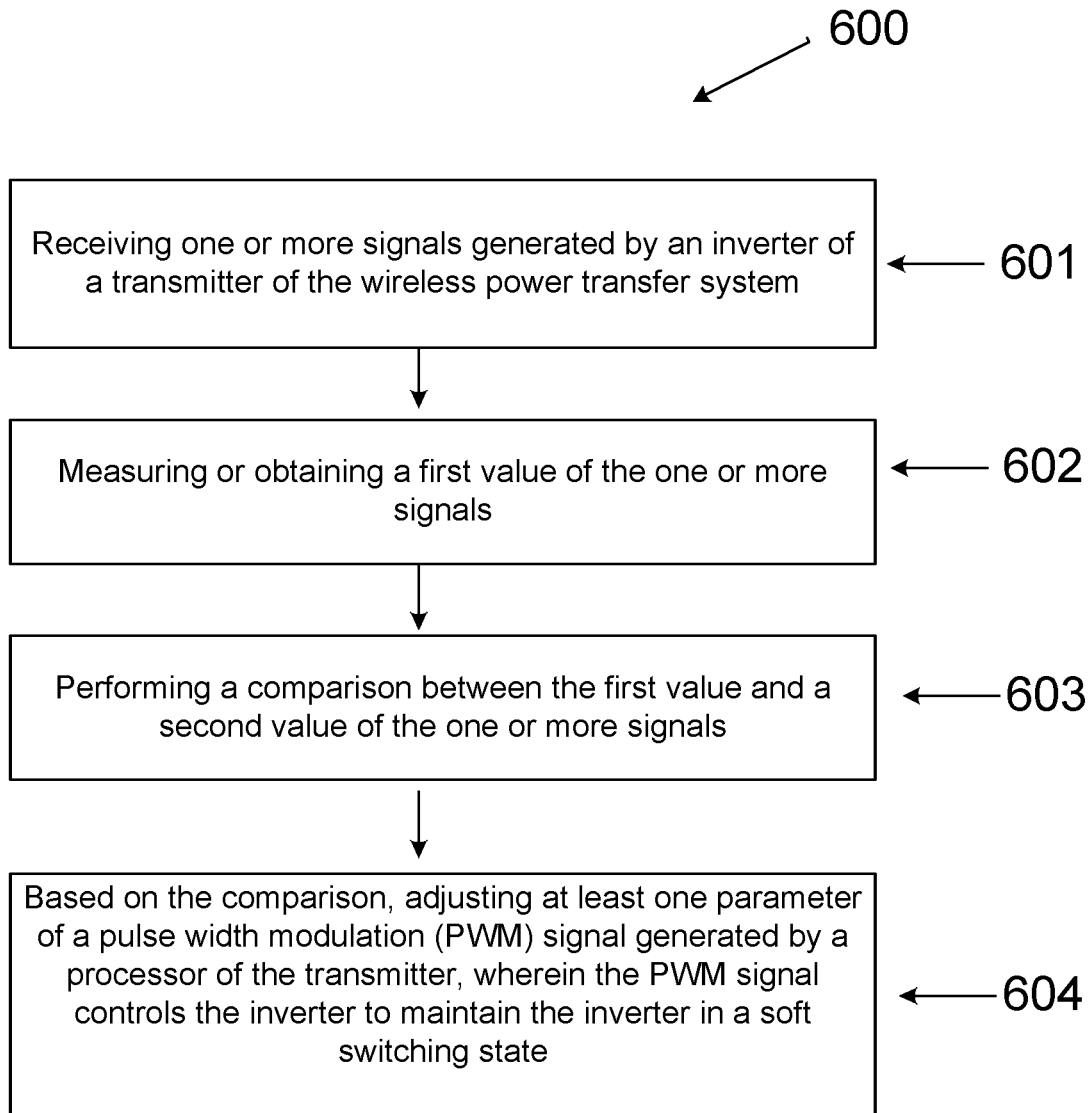 600
Receiving one or more signals generated by an inverter of
a transmitter of the wireless power transfer system
601
Measuring or obtaining a first value of the one or more
signals
602
Performing a comparison between the first value and a
second value of the one or more signals
603
Based on the comparison, adjusting at least one parameter
of a pulse width modulation (PWM) signal generated by a
processor of the transmitter, wherein the PWM signal
controls the inverter to maintain the inverter in a soft
switching state
604